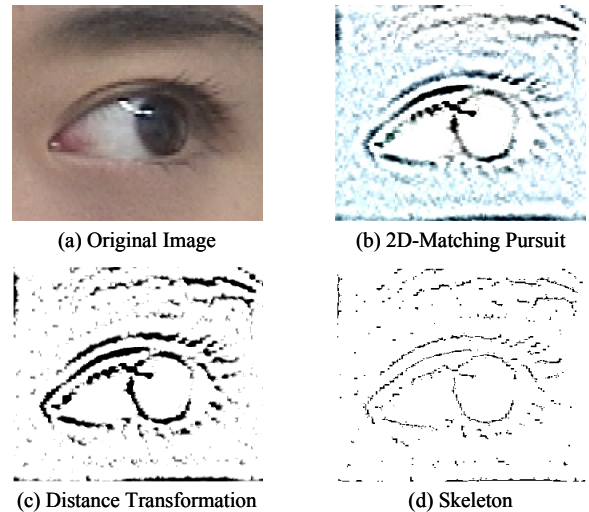 (a) Original Image
(b) 2D-Matching Pursuit
(c) Distance Transformation
(d) Skeleton